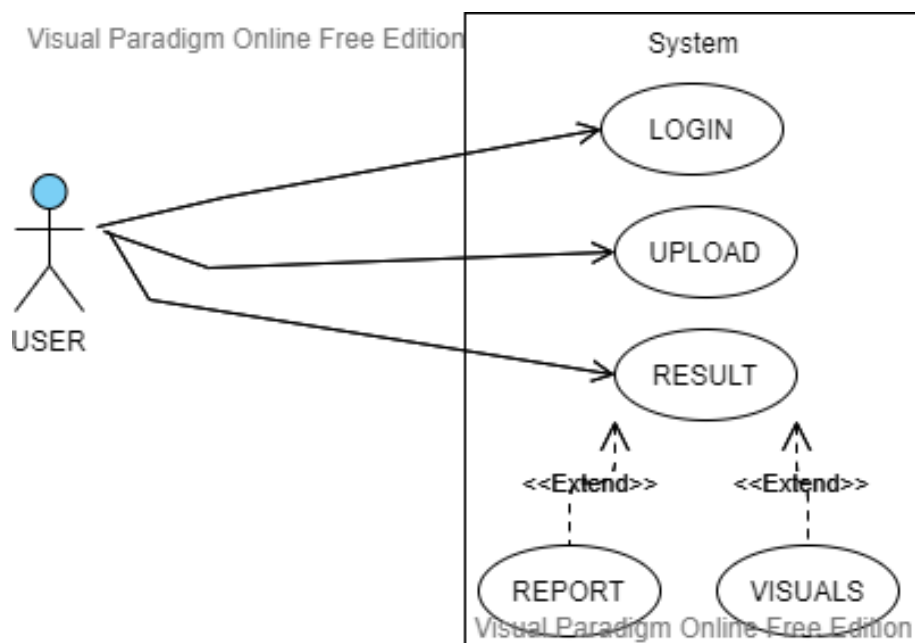 Visual Paradigm Online Free Edition
System
LOGIN
UPLOAD
USER
RESULT
<<Extend>> <<Extend>>
REPORT VISUALS
Visual Paradigm Online Free Edition